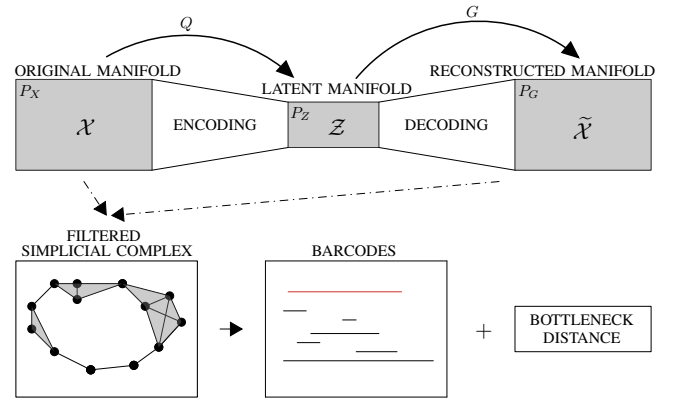 Q
G
ORIGINAL MANIFOLD
LATENT MANIFOLD
RECONSTRUCTED MANIFOLD
P_X
P_Z
P_G
𝒳
ENCODING
𝒵
DECODING
𝒳̃
FILTERED
SIMPLICIAL COMPLEX
BARCODES
+
BOTTLENECK
DISTANCE